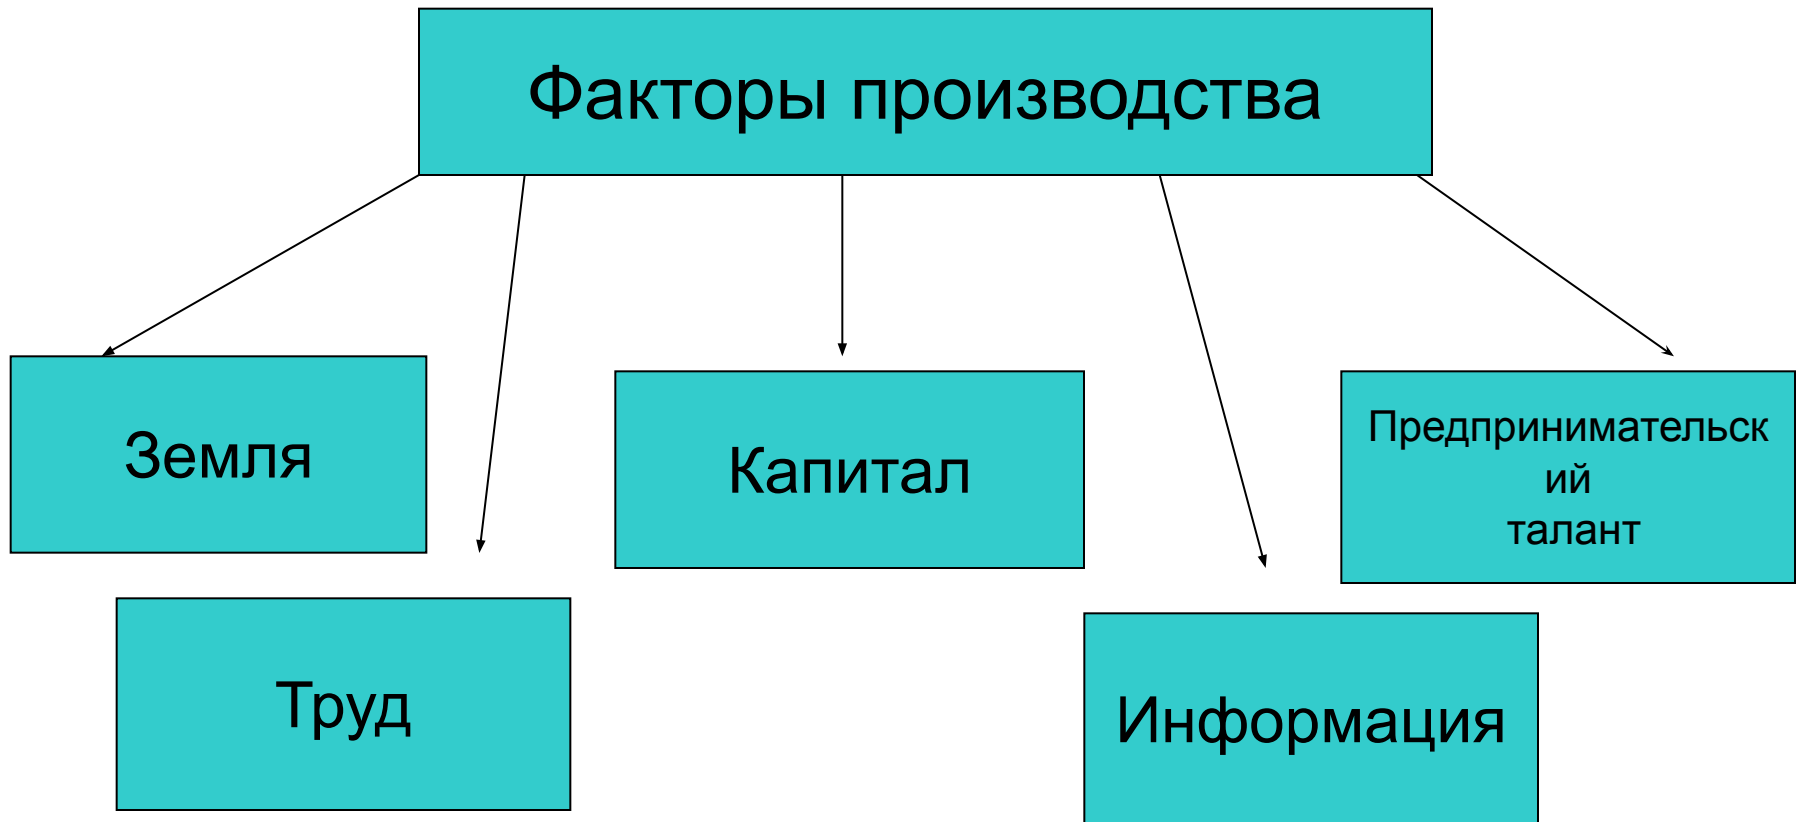 Факторы производства
Земля
Капитал
Предпринимательск
ий
талант
Труд
Информация